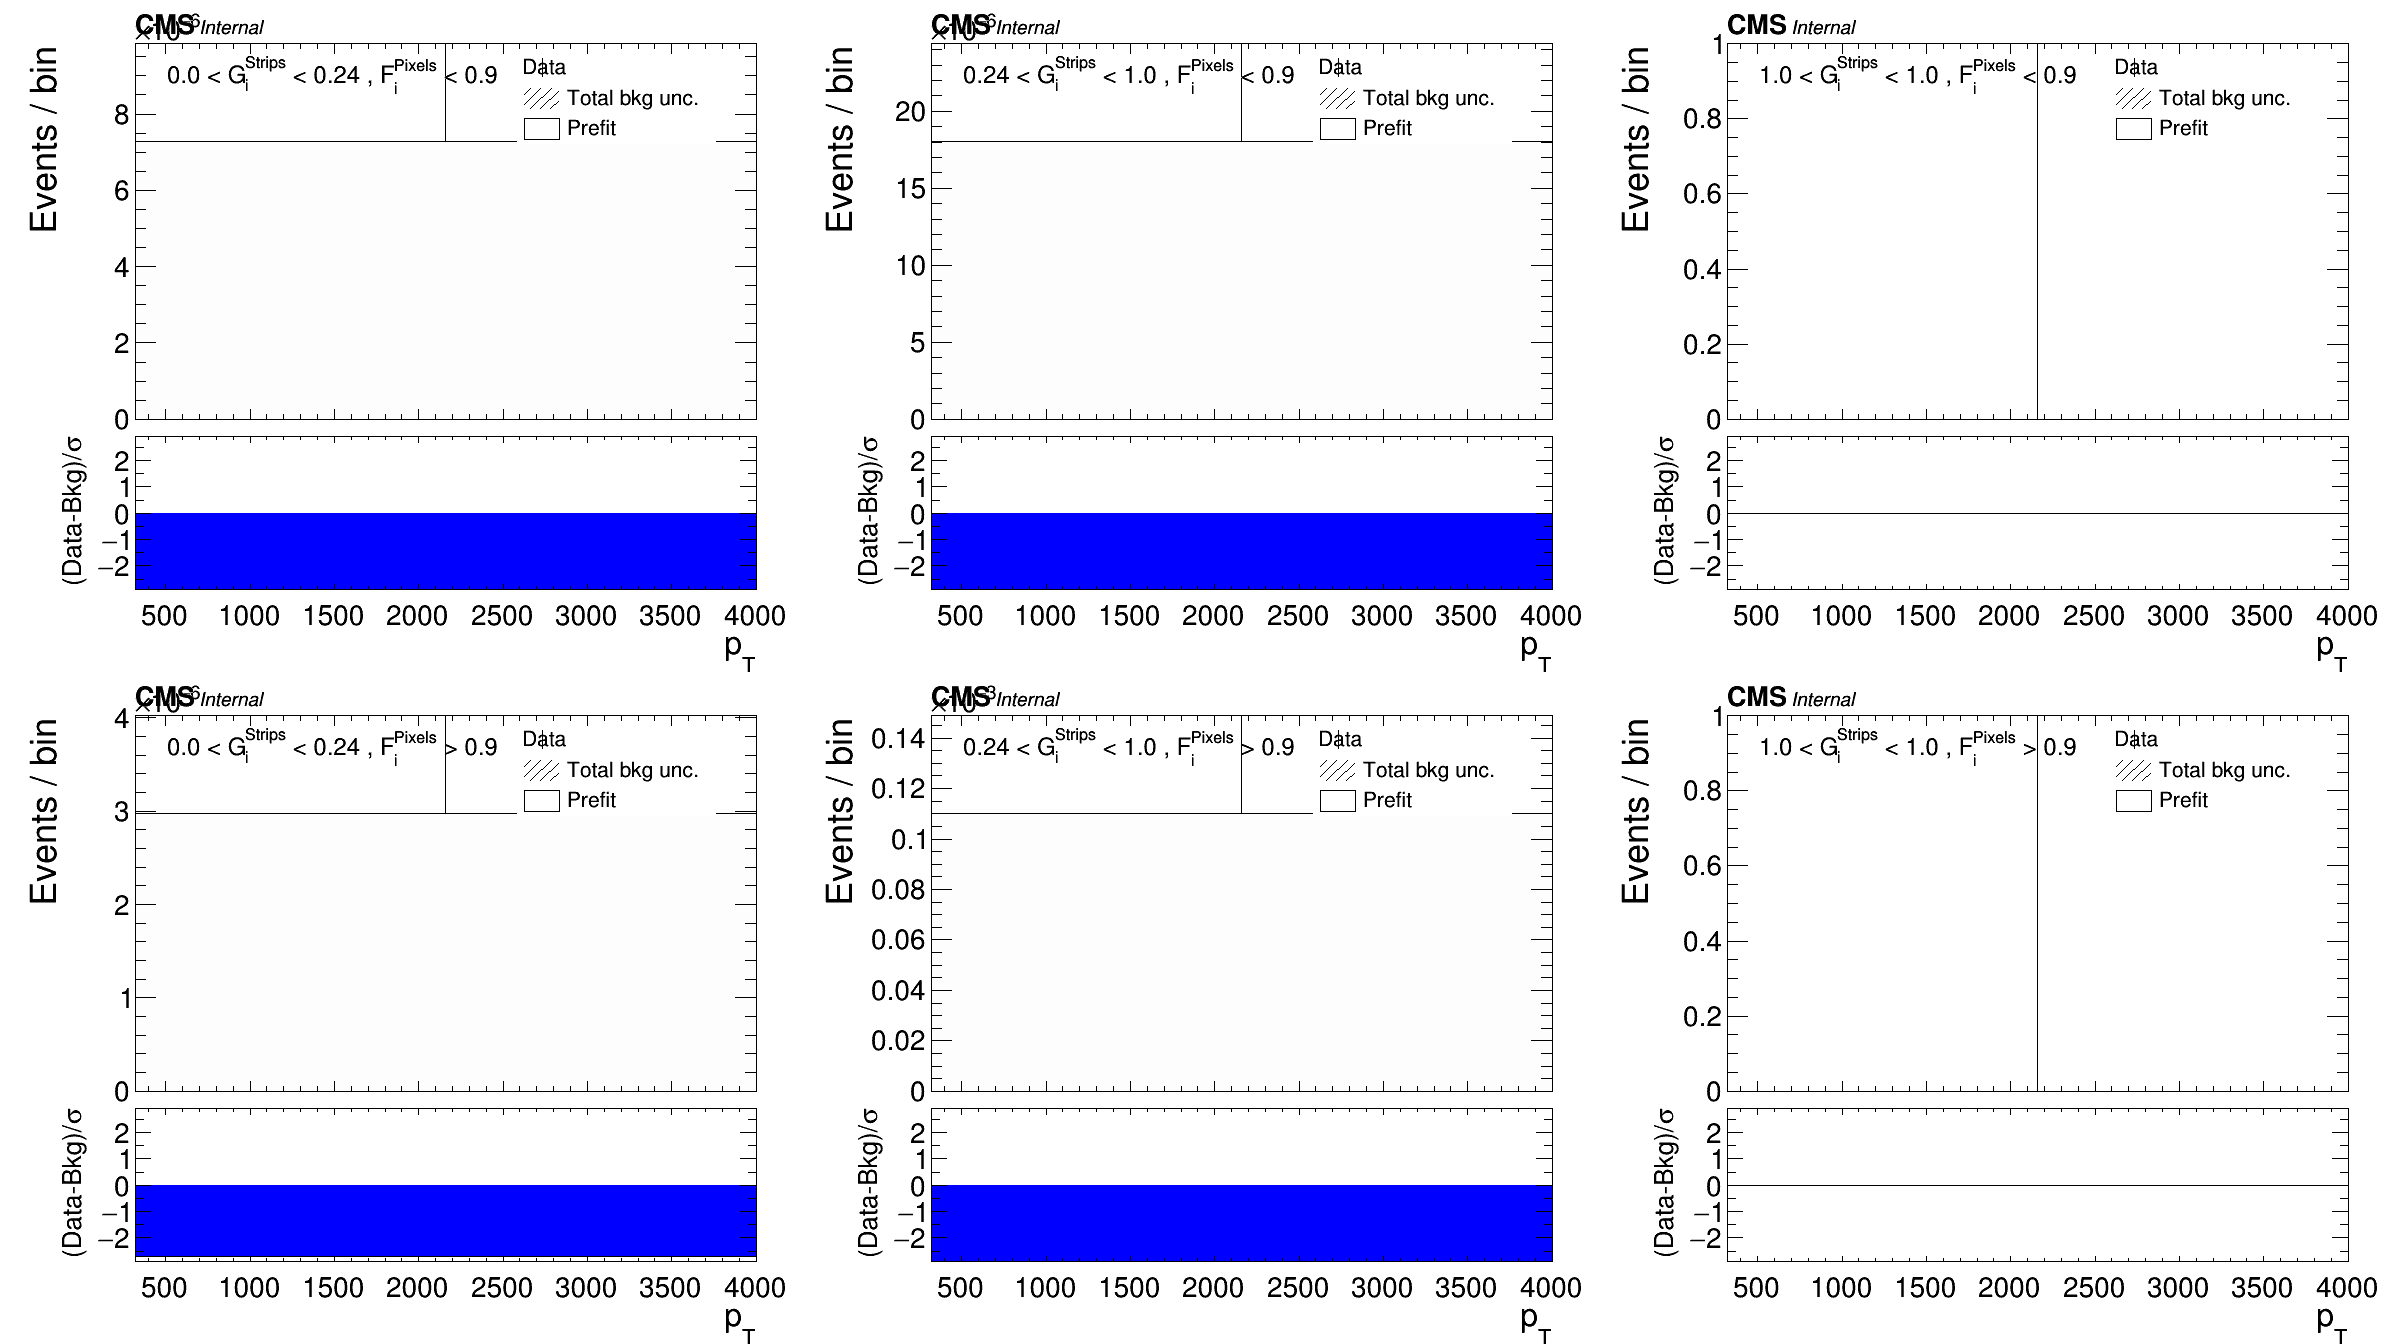 CMS Internal
0.0 < G_i^Strips < 0.24 , F_i^Pixels < 0.9
Data
Total bkg unc.
Prefit
Events / bin
8
6
4
2
0
(Data-Bkg)/σ
2
1
0
−1
−2
500 1000 1500 2000 2500 3000 3500 4000
p_T
CMS Internal
0.24 < G_i^Strips < 1.0 , F_i^Pixels < 0.9
Data
Total bkg unc.
Prefit
Events / bin
20
15
10
5
0
(Data-Bkg)/σ
2
1
0
−1
−2
500 1000 1500 2000 2500 3000 3500 4000
p_T
CMS Internal
1.0 < G_i^Strips < 1.0 , F_i^Pixels < 0.9
Data
Total bkg unc.
Prefit
Events / bin
1
0.8
0.6
0.4
0.2
0
(Data-Bkg)/σ
2
1
0
−1
−2
500 1000 1500 2000 2500 3000 3500 4000
p_T
CMS Internal
0.0 < G_i^Strips < 0.24 , F_i^Pixels > 0.9
Data
Total bkg unc.
Prefit
Events / bin
4
3
2
1
0
(Data-Bkg)/σ
2
1
0
−1
−2
500 1000 1500 2000 2500 3000 3500 4000
p_T
CMS Internal
0.24 < G_i^Strips < 1.0 , F_i^Pixels > 0.9
Data
Total bkg unc.
Prefit
Events / bin
0.14
0.12
0.1
0.08
0.06
0.04
0.02
0
(Data-Bkg)/σ
2
1
0
−1
−2
500 1000 1500 2000 2500 3000 3500 4000
p_T
CMS Internal
1.0 < G_i^Strips < 1.0 , F_i^Pixels > 0.9
Data
Total bkg unc.
Prefit
Events / bin
1
0.8
0.6
0.4
0.2
0
(Data-Bkg)/σ
2
1
0
−1
−2
500 1000 1500 2000 2500 3000 3500 4000
p_T